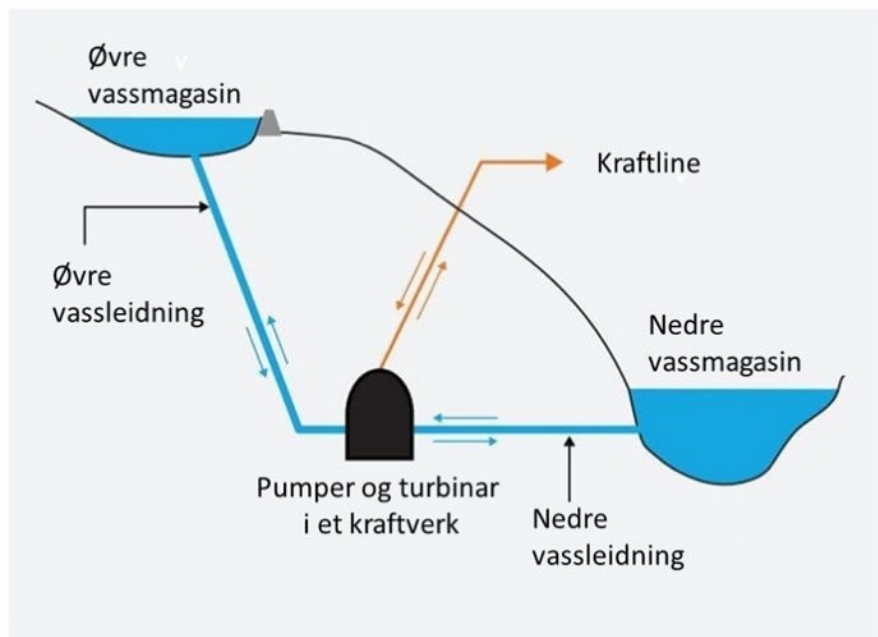 Øvre
vassmagasin
Kraftline
Øvre
vassleidning
Nedre
vassmagasin
Pumper og turbinar
i et kraftverk
Nedre
vassleidning